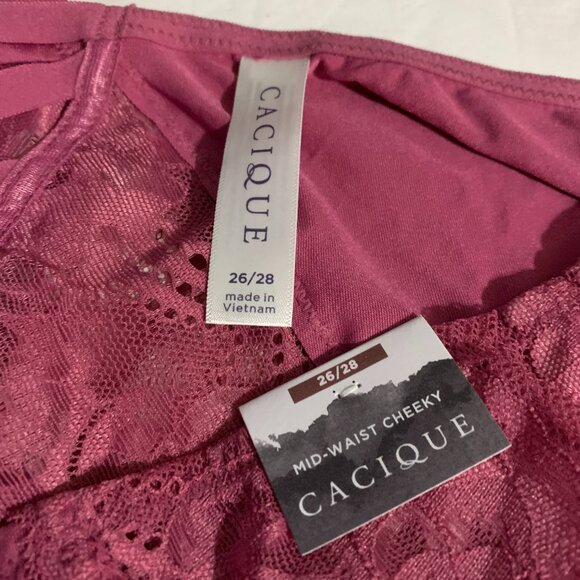 CACIQUE
26/28
made in
Vietnam
26/28
MID-WAIST CHEEKY
CACIQUE